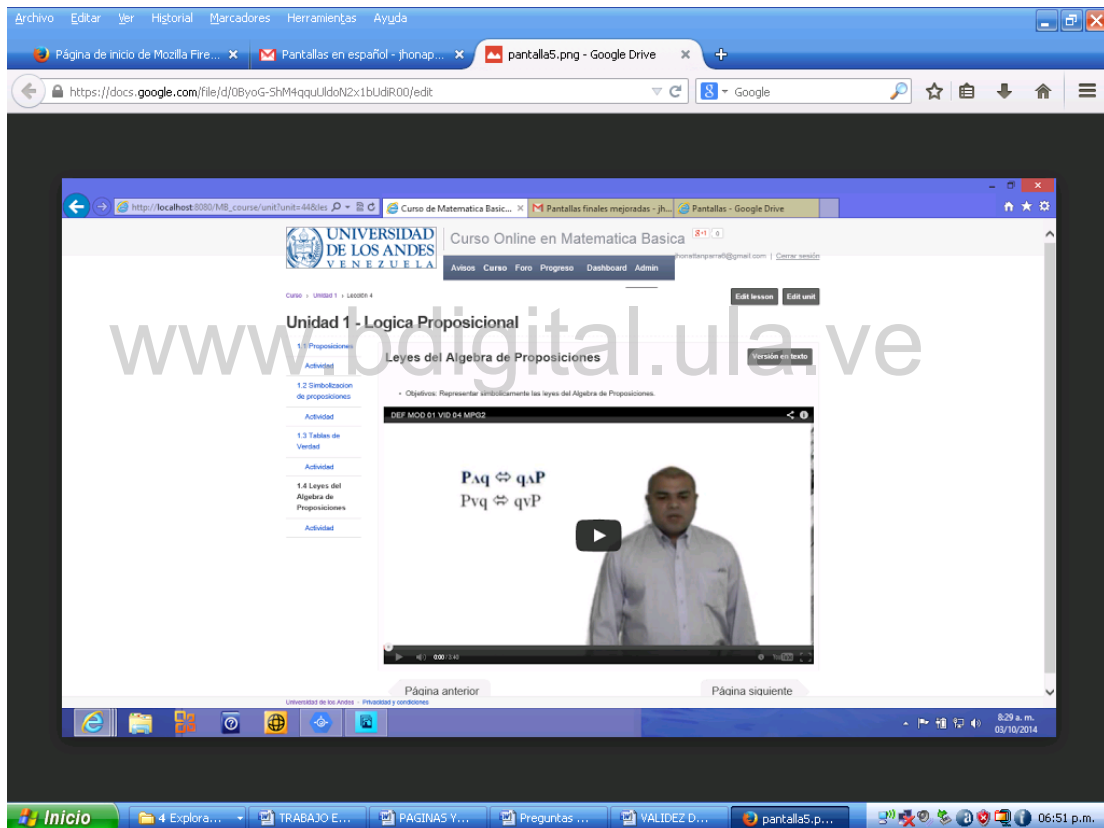 Archivo Editar Ver Historial Marcadores Herramientas Ayuda
Página de inicio de Mozilla Fire... Pantallas en español - jhonap... pantalla5.png - Google Drive
https://docs.google.com/file/d/0ByoG-ShM4qquUldoN2x1bUdiR00/edit Google
http://localhost:8080/MB_course/unit?unit=44&les Curso de Matematica Basic... Pantallas finales mejoradas - jh... Pantallas - Google Drive
UNIVERSIDAD
DE LOS ANDES
VENEZUELA
Curso Online en Matematica Basica +1 0
jhonattanparra6@gmail.com | Cerrar sesión
Avisos Curso Foro Progreso Dashboard Admin
Curso › Unidad 1 › Lección 4 Edit lesson Edit unit
Unidad 1 - Logica Proposicional
www.bdigital.ula.ve
1.1 Proposiciones
Actividad
1.2 Simbolizacion
de proposiciones
Actividad
1.3 Tablas de
Verdad
Actividad
1.4 Leyes del
Algebra de
Proposiciones
Actividad
Leyes del Algebra de Proposiciones Versión en texto
• Objetivos: Representar simbolicamente las leyes del Algebra de Proposiciones.
DEF MOD 01 VID 04 MPG2
P∧q ⇔ q∧P
P∨q ⇔ q∨P
0:00 / 3:40
Página anterior Página siguiente
Universidad de los Andes - Privacidad y condiciones
8:29 a. m.
03/10/2014
Inicio 4 Explora... TRABAJO E... PAGINAS Y... Preguntas ... VALIDEZ D... pantalla5.p... 06:51 p.m.